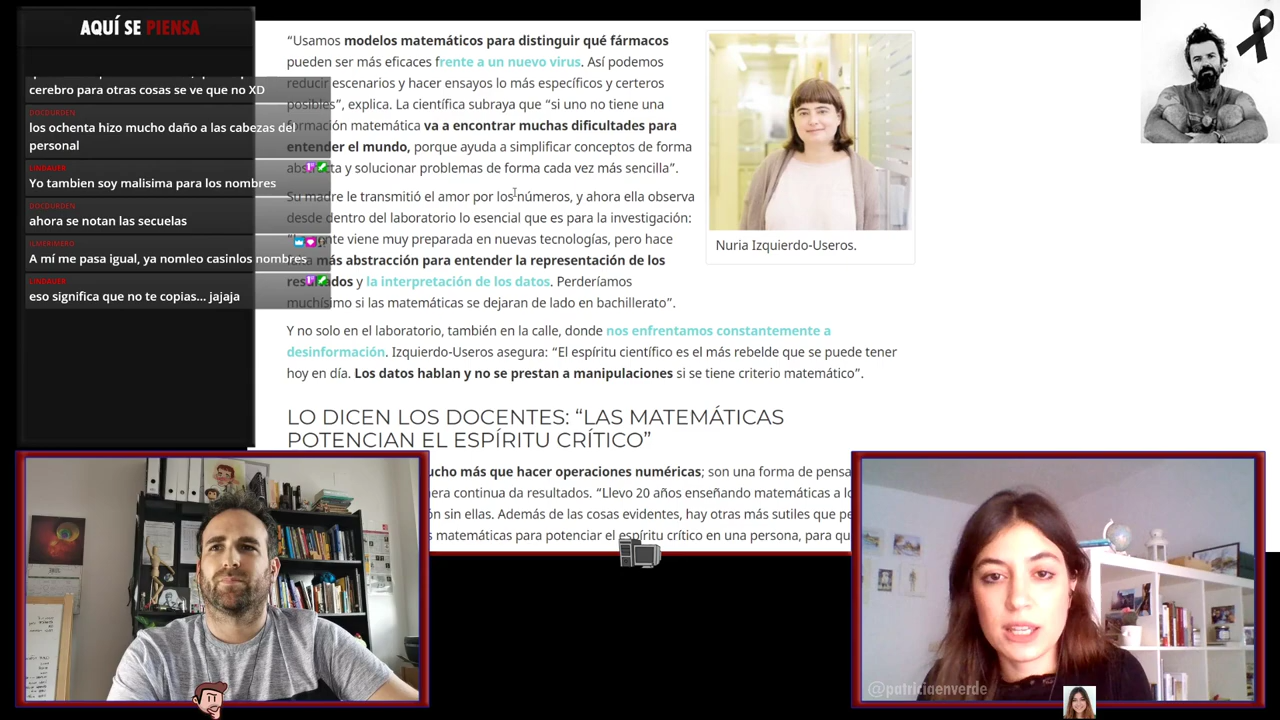 AQUÍ SE PIENSA
cerebro para otras cosas se ve que no XD
DOCDURDEN
los ochenta hizi mucho daño a las cabezas del
personal
LINDAUER
Yo tambien soy malisima para los nombres
DOCDURDEN
ahora se notan las secuelas
ILMERIMERO
A mí me pasa igual, ya nomleo casinlos nombres
LINDAUER
eso significa que no te copias... jajaja
“Usamos modelos matemáticos para distinguir qué fármacos
pueden ser más eficaces frente a un nuevo virus. Así podemos
reducir escenarios y hacer ensayos lo más específicos y certeros
posibles”, explica. La científica subraya que “si uno no tiene una
formación matemática va a encontrar muchas dificultades para
entender el mundo, porque ayuda a simplificar conceptos de forma
abstracta y solucionar problemas de forma cada vez más sencilla”.
Su madre le transmitió el amor por los números, y ahora ella observa
desde dentro del laboratorio lo esencial que es para la investigación:
“la gente viene muy preparada en nuevas tecnologías, pero hace
más abstracción para entender la representación de los
resultados y la interpretación de los datos. Perderíamos
muchísimo si las matemáticas se dejaran de lado en bachillerato”.
Nuria Izquierdo-Useros.
Y no solo en el laboratorio, también en la calle, donde nos enfrentamos constantemente a
desinformación. Izquierdo-Useros asegura: “El espíritu científico es el más rebelde que se puede tener
hoy en día. Los datos hablan y no se prestan a manipulaciones si se tiene criterio matemático”.
LO DICEN LOS DOCENTES: “LAS MATEMÁTICAS
POTENCIAN EL ESPÍRITU CRÍTICO”
ucho más que hacer operaciones numéricas; son una forma de pensa
nera continua da resultados. “Llevo 20 años enseñando matemáticas a lo
ón sin ellas. Además de las cosas evidentes, hay otras más sutiles que pe
s matemáticas para potenciar el espíritu crítico en una persona, para qu
@patriciaenverde